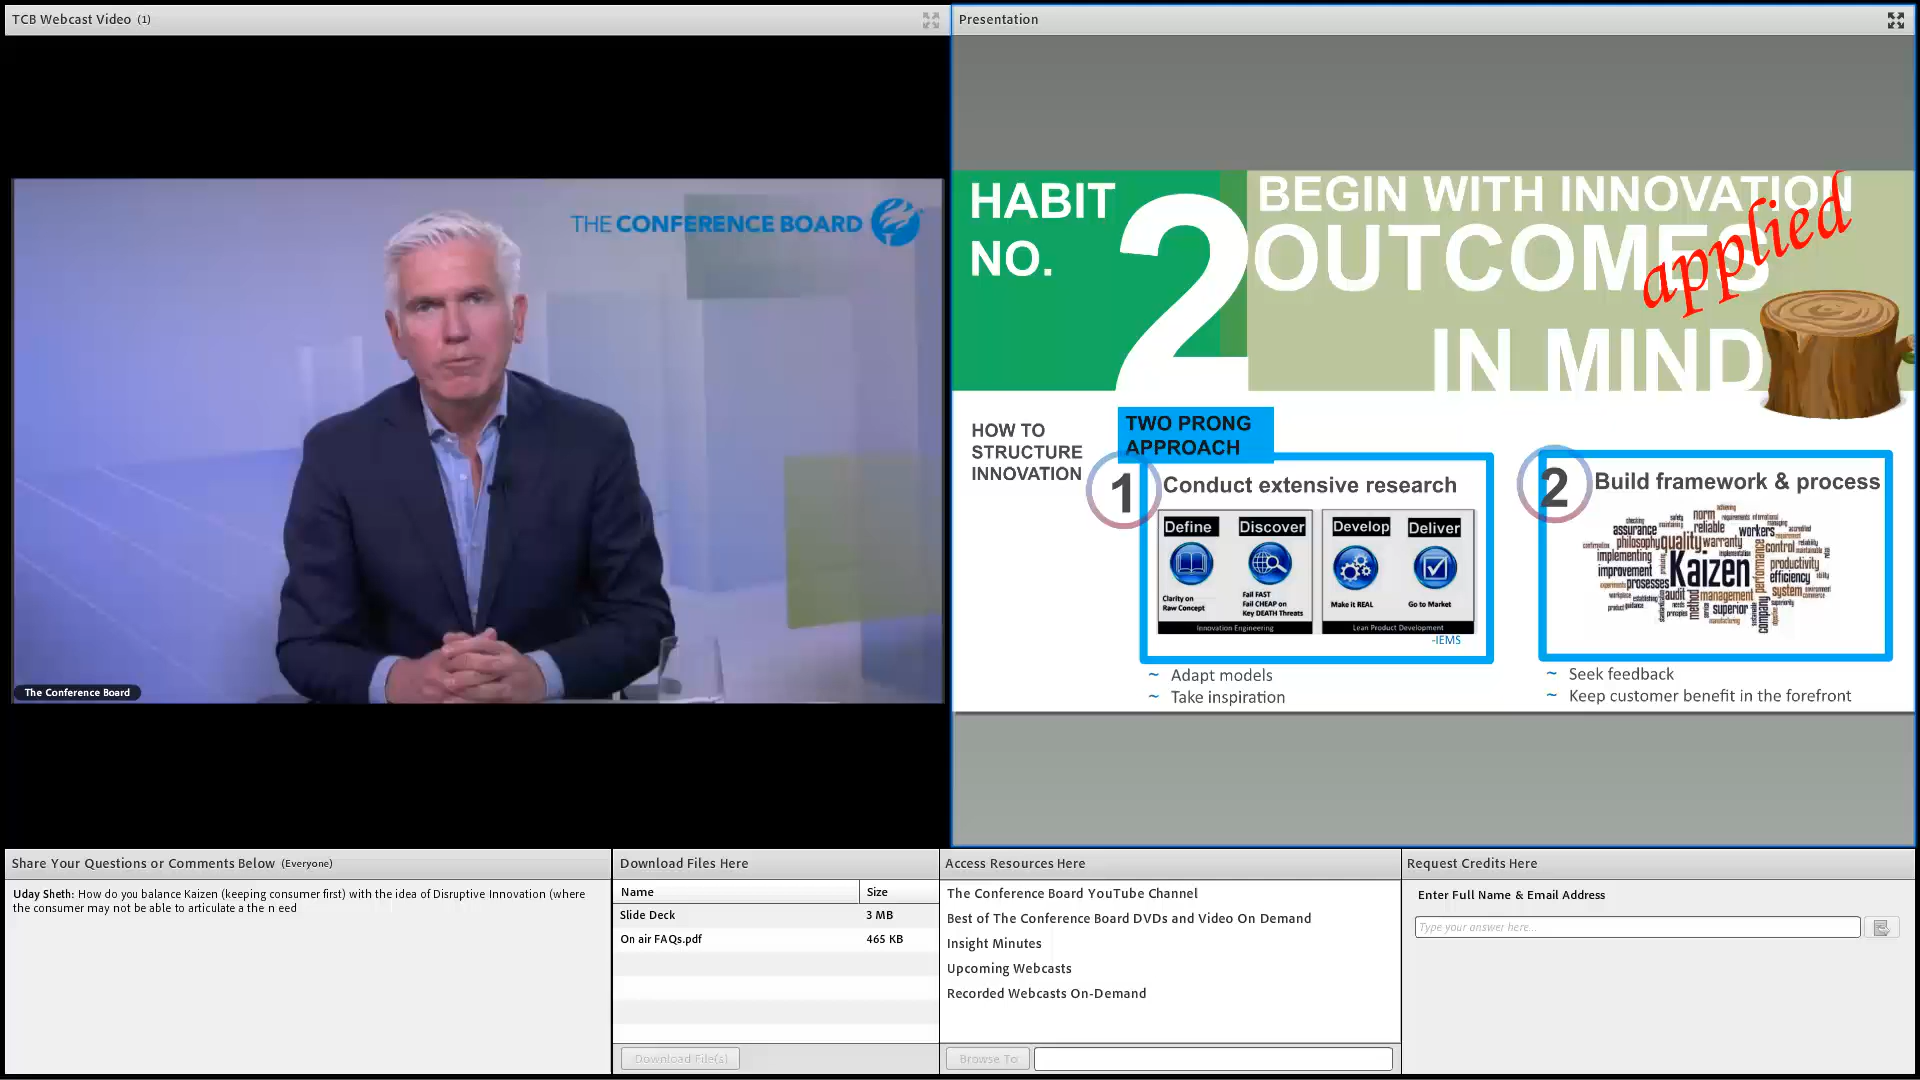 TCB Webcast Video (1)
THE CONFERENCE BOARD
The Conference Board
Presentation
HABIT
NO.
2
BEGIN WITH INNOVATION
OUTCOMES
applied
IN MIND
HOW TO
STRUCTURE
INNOVATION
TWO PRONG
APPROACH
1
Conduct extensive research
Define
Discover
Develop
Deliver
Clarity on
Raw Concept
Fail FAST
Fail CHEAP on
Key DEATH Threats
Make it REAL
Go to Market
Innovation Engineering
Lean Product Development
-IEMS
~ Adapt models
~ Take inspiration
2
Build framework & process
norm
assurance
reliable
workers
philosophy
quality
warranty
control
implementing
improvement
Kaizen
performance
productivity
efficiency
prosesses
audit
method
management
system
superior
company
~ Seek feedback
~ Keep customer benefit in the forefront
Share Your Questions or Comments Below (Everyone)
Uday Sheth: How do you balance Kaizen (keeping consumer first) with the idea of Disruptive Innovation (where
the consumer may not be able to articulate a the n eed
Download Files Here
Name Size
Slide Deck 3 MB
On air FAQs.pdf 465 KB
Download File(s)
Access Resources Here
The Conference Board YouTube Channel
Best of The Conference Board DVDs and Video On Demand
Insight Minutes
Upcoming Webcasts
Recorded Webcasts On-Demand
Browse To
Request Credits Here
Enter Full Name & Email Address
Type your answer here...